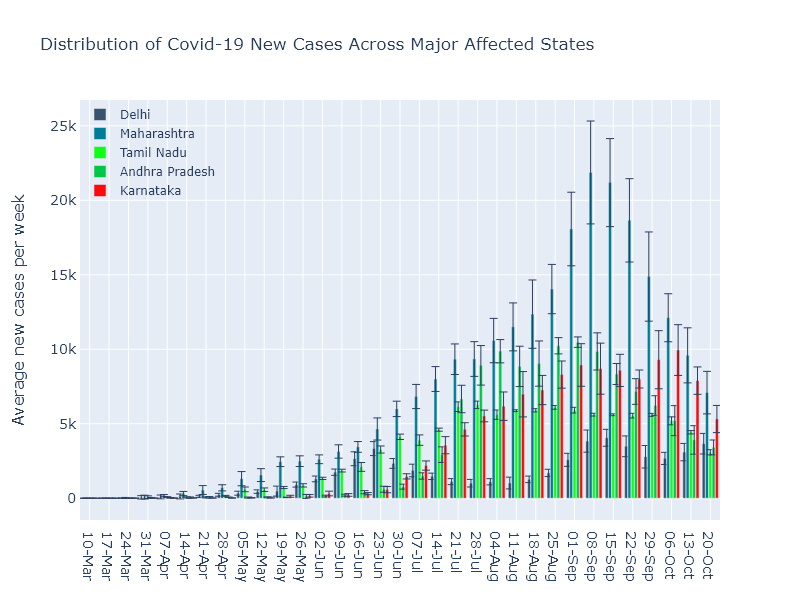 Distribution of Covid-19 New Cases Across Major Affected States
Delhi
Maharashtra
Tamil Nadu
Andhra Pradesh
Karnataka
Average new cases per week
25k
20k
15k
10k
5k
0
10-Mar
17-Mar
24-Mar
31-Mar
07-Apr
14-Apr
21-Apr
28-Apr
05-May
12-May
19-May
26-May
02-Jun
09-Jun
16-Jun
23-Jun
30-Jun
07-Jul
14-Jul
21-Jul
28-Jul
04-Aug
11-Aug
18-Aug
25-Aug
01-Sep
08-Sep
15-Sep
22-Sep
29-Sep
06-Oct
13-Oct
20-Oct